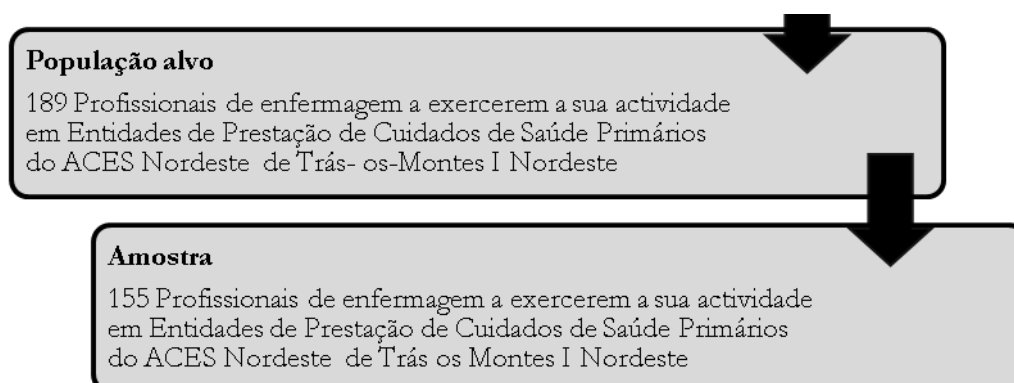 População alvo
189 Profissionais de enfermagem a exercerem a sua actividade
em Entidades de Prestação de Cuidados de Saúde Primários
do ACES Nordeste de Trás- os-Montes I Nordeste
Amostra
155 Profissionais de enfermagem a exercerem a sua actividade
em Entidades de Prestação de Cuidados de Saúde Primários
do ACES Nordeste de Trás os Montes I Nordeste